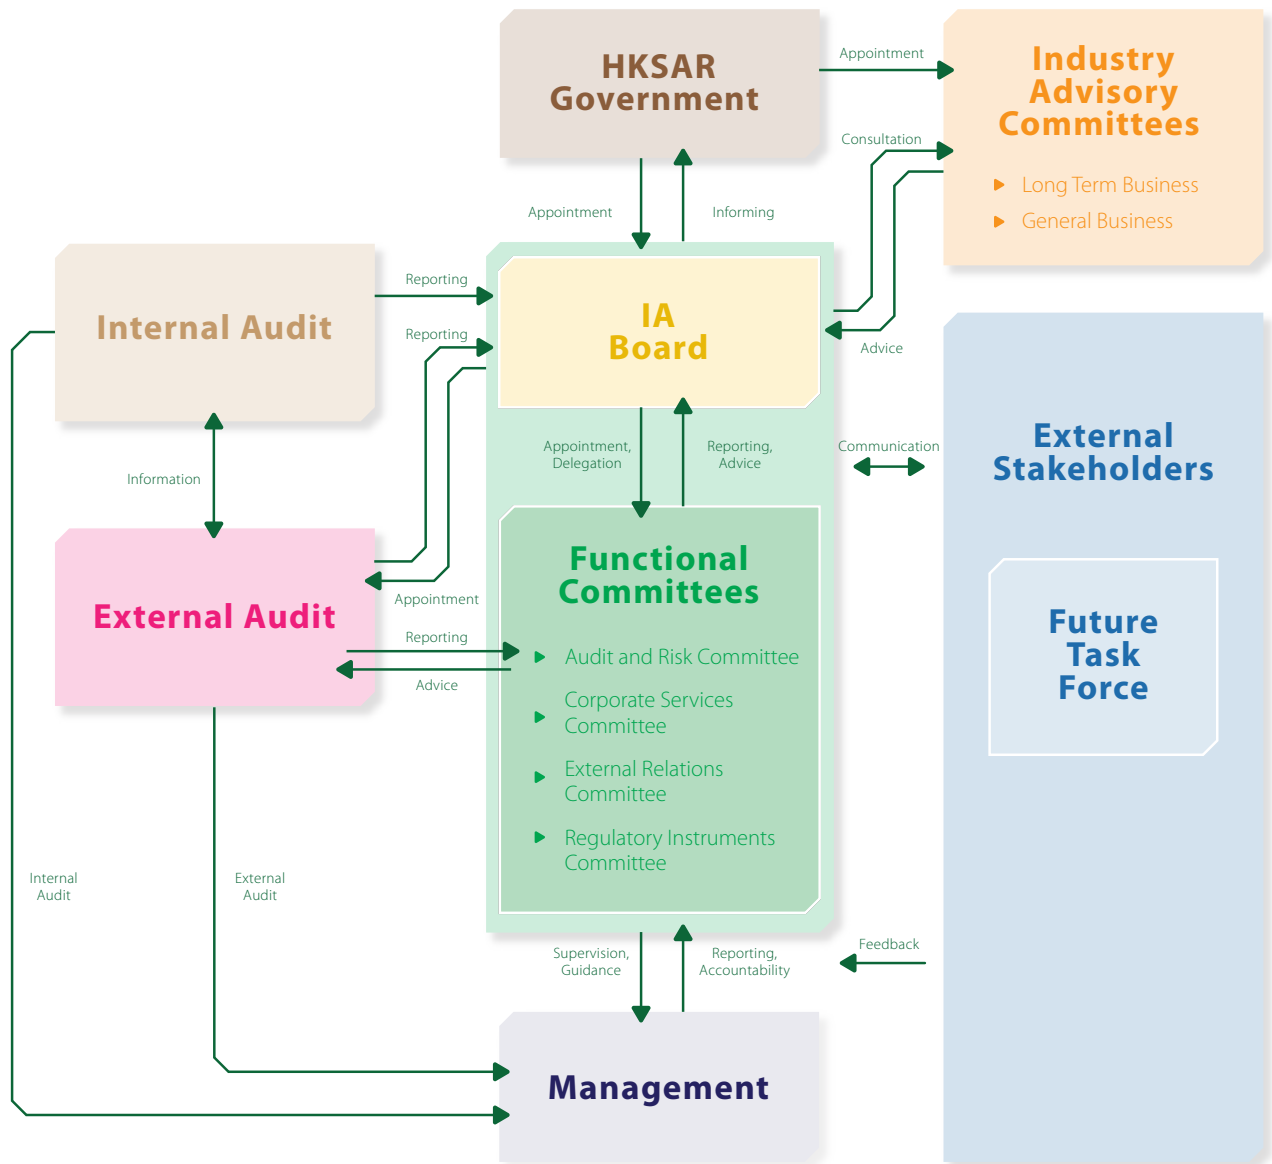 HKSAR
Government
Appointment
Industry
Advisory
Committees
Long Term Business
General Business
Consultation
Advice
Appointment
Informing
Internal Audit
Reporting
Reporting
IA
Board
Information
Appointment,
Delegation
Reporting,
Advice
Communication
External
Stakeholders
Future
Task
Force
External Audit
Appointment
Reporting
Advice
Functional
Committees
Audit and Risk Committee
Corporate Services
Committee
External Relations
Committee
Regulatory Instruments
Committee
Internal
Audit
External
Audit
Supervision,
Guidance
Reporting,
Accountability
Feedback
Management